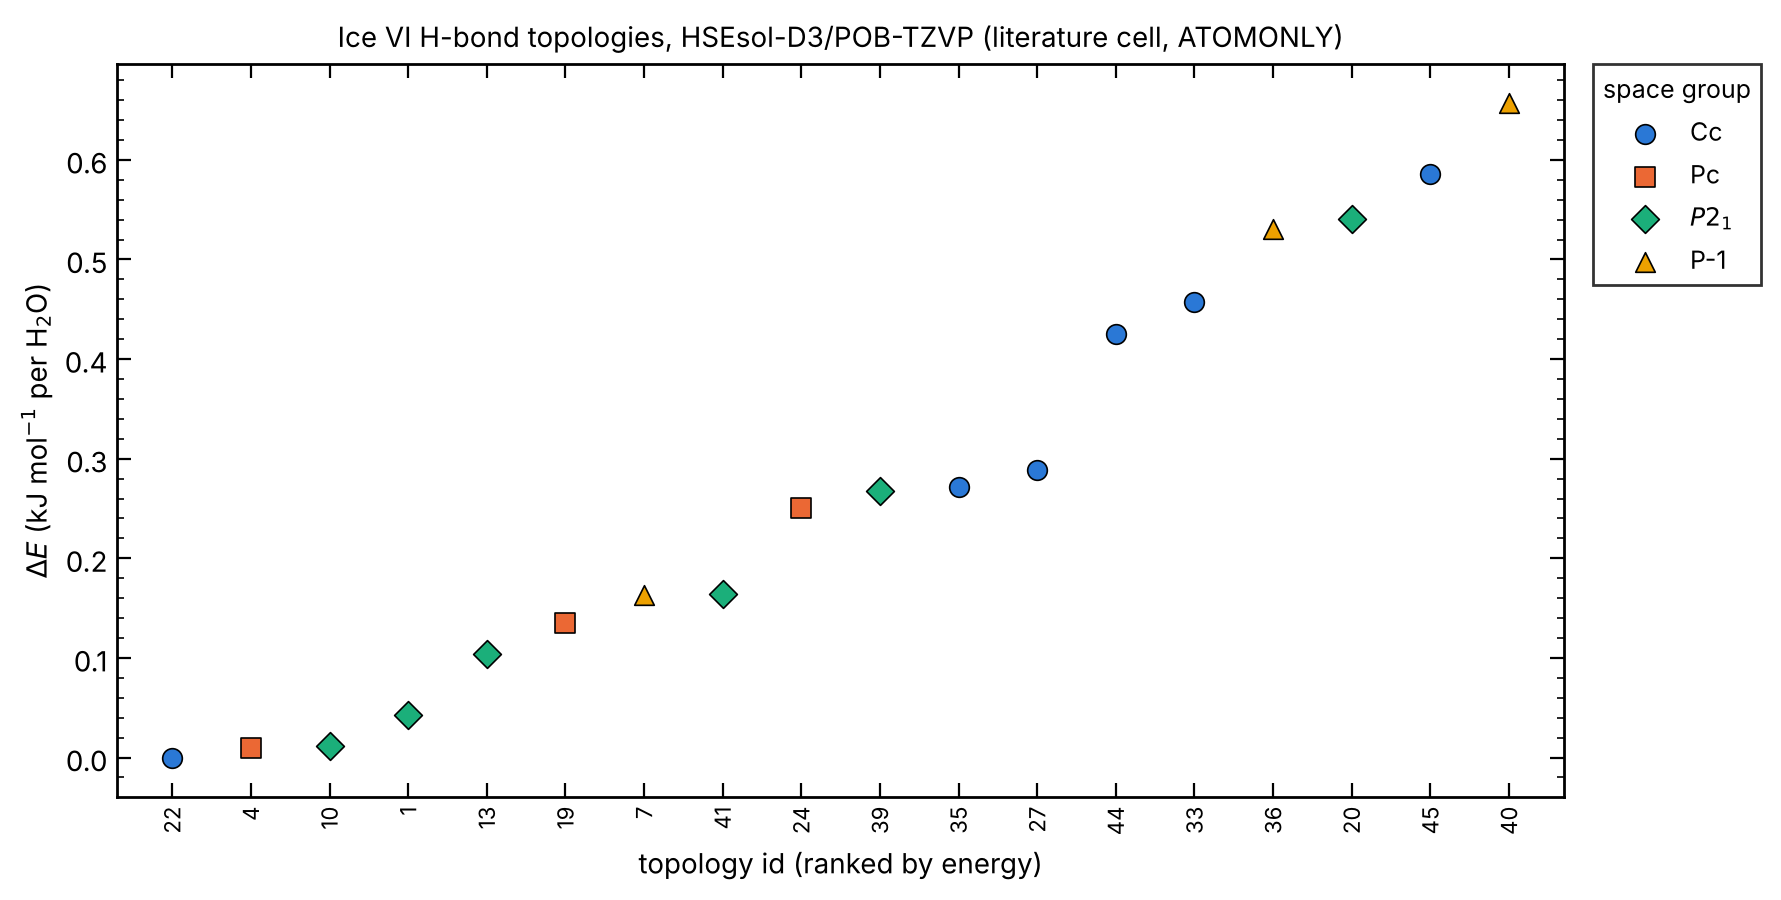 Ice VI H-bond topologies, HSEsol-D3/POB-TZVP (literature cell, ATOMONLY)
space group
Cc
Pc
P2₁
P-1
0.6
0.5
0.4
0.3
0.2
0.1
0.0
ΔE (kJ mol⁻¹ per H₂O)
22 4 10 1 13 19 7 41 24 39 35 27 44 33 36 20 45 40
topology id (ranked by energy)